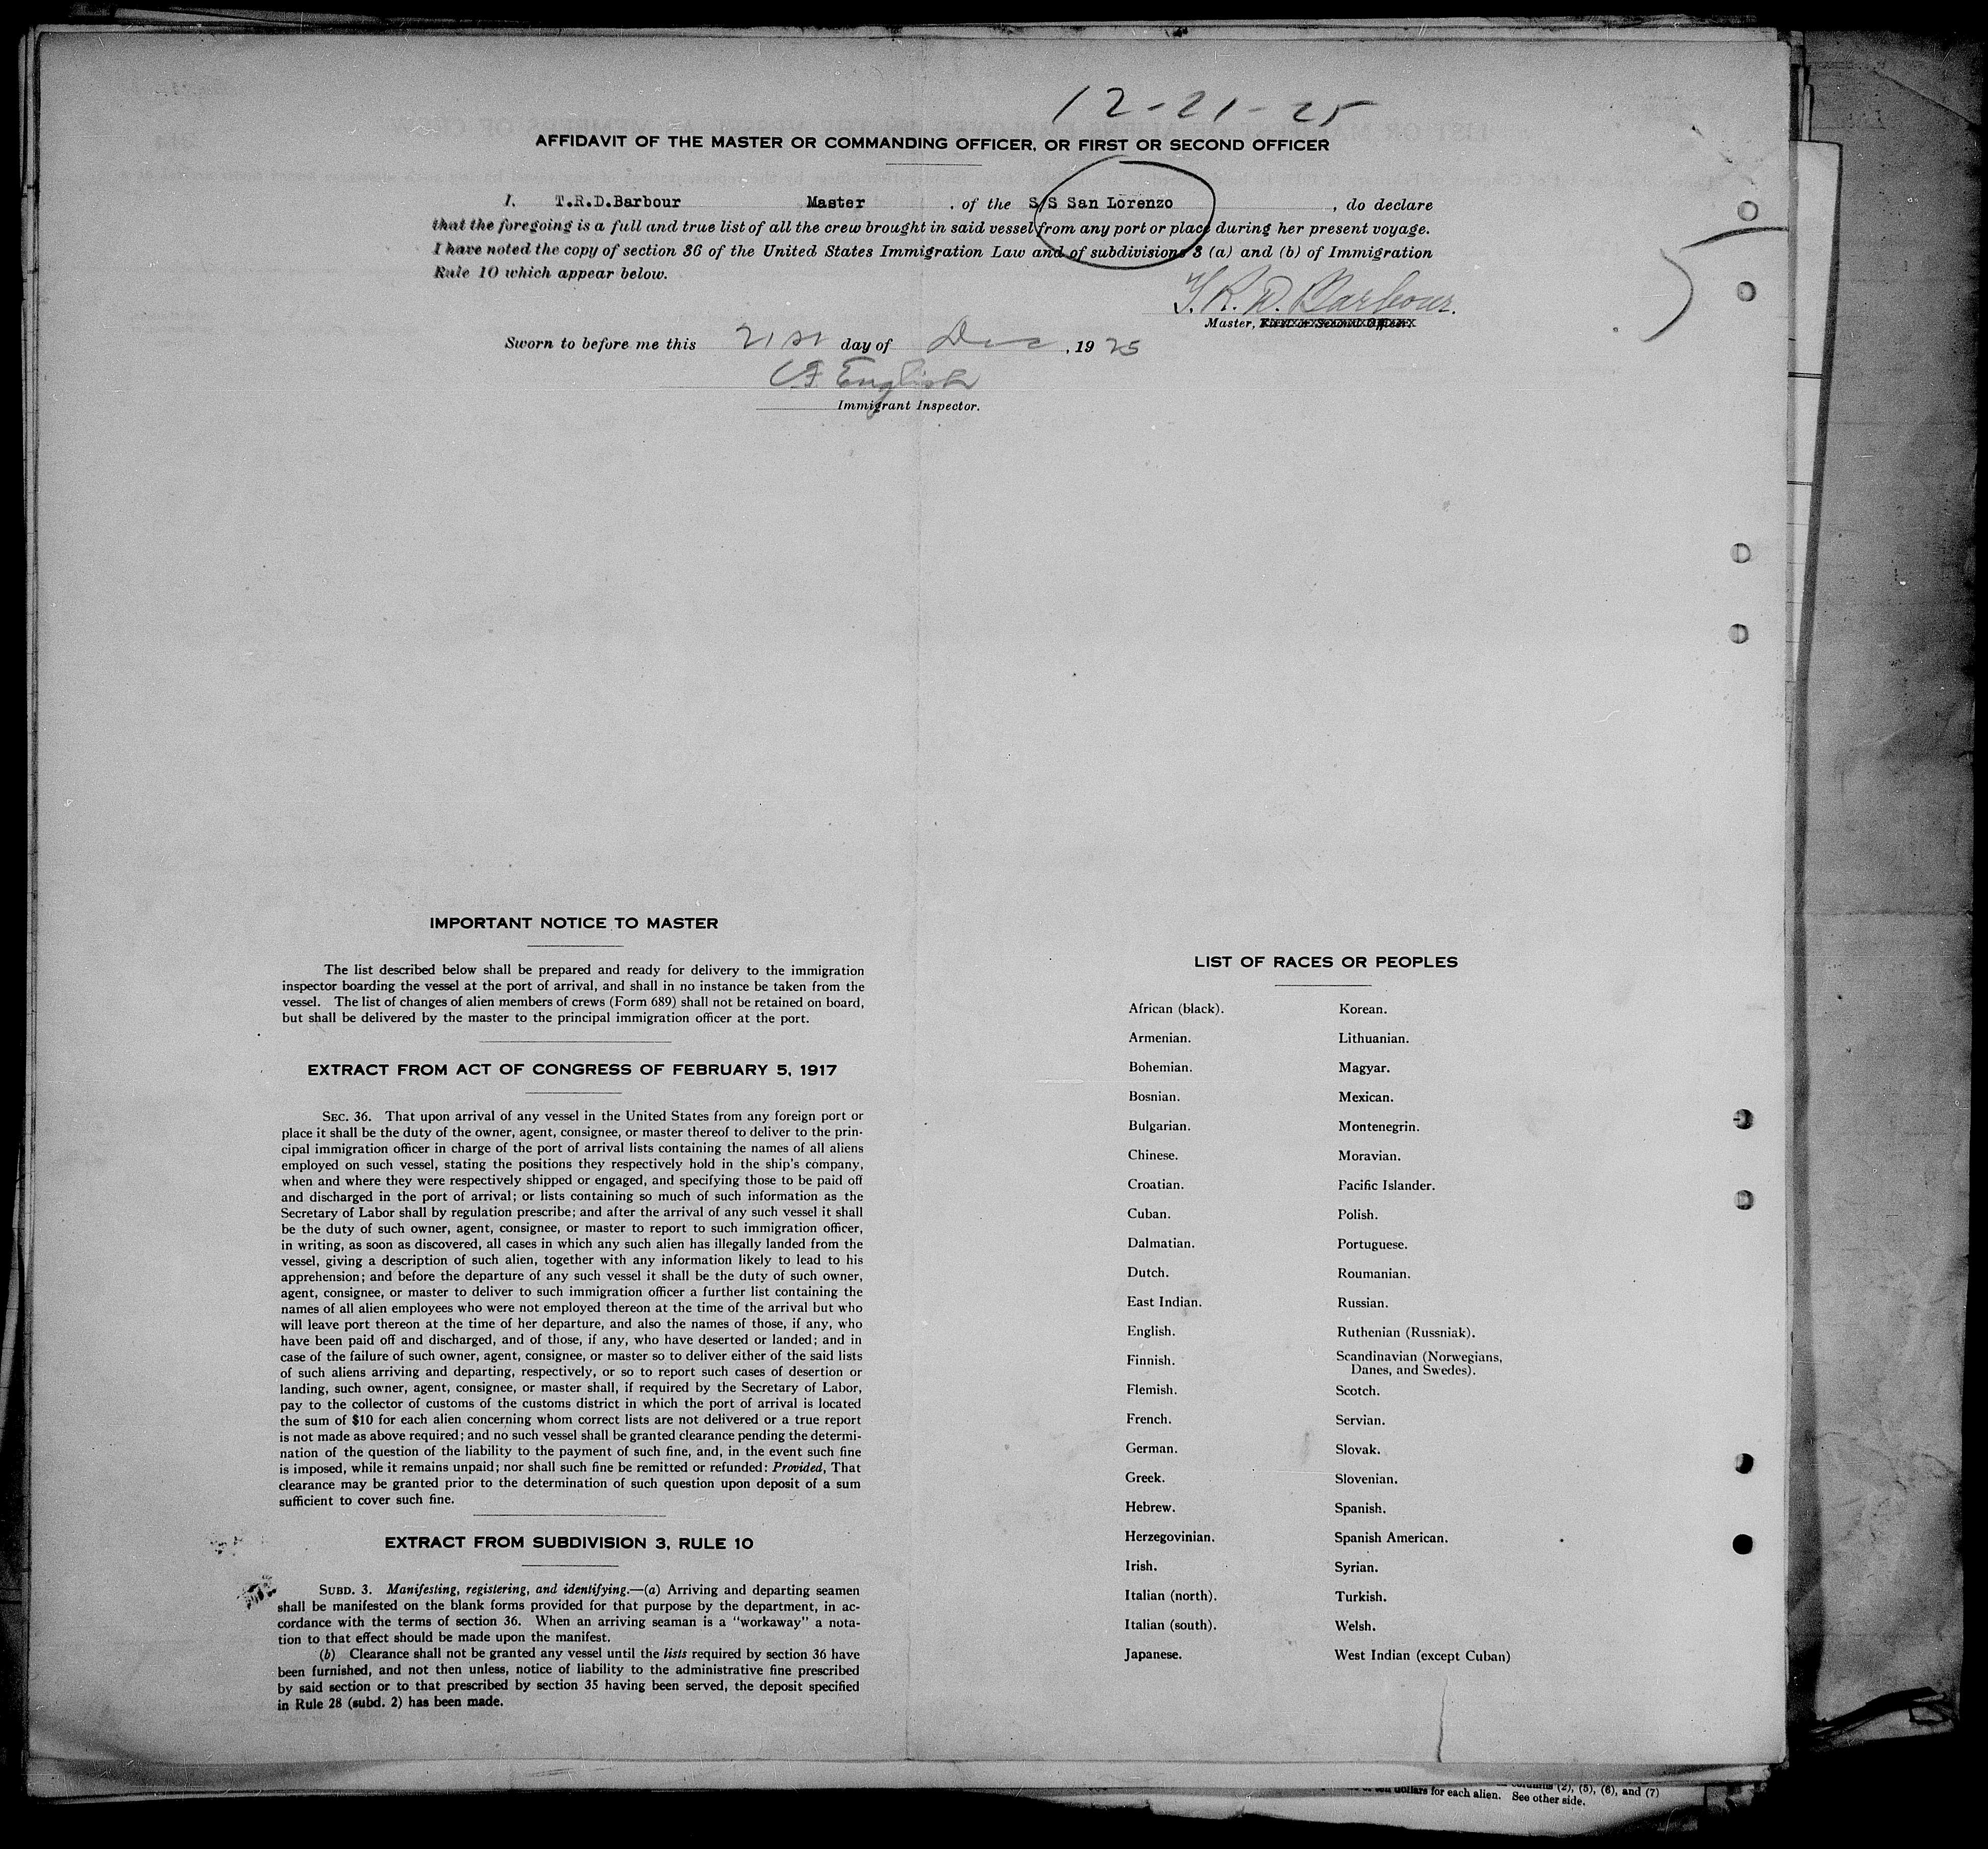 12-21-25
AFFIDAVIT OF THE MASTER OR COMMANDING OFFICER, OR FIRST OR SECOND OFFICER
I, T.R.D.Barbour Master , of the S/S San Lorenzo , do declare
that the foregoing is a full and true list of all the crew brought in said vessel from any port or place during her present voyage.
I have noted the copy of section 36 of the United States Immigration Law and of subdivisions 3 (a) and (b) of Immigration
Rule 10 which appear below.
T. R. D. Barbour.
Master, First or Second Officer.
Sworn to before me this 21st day of Dec , 1925
CF English
Immigrant Inspector.
IMPORTANT NOTICE TO MASTER
The list described below shall be prepared and ready for delivery to the immigration
inspector boarding the vessel at the port of arrival, and shall in no instance be taken from the
vessel. The list of changes of alien members of crews (Form 689) shall not be retained on board,
but shall be delivered by the master to the principal immigration officer at the port.
EXTRACT FROM ACT OF CONGRESS OF FEBRUARY 5, 1917
SEC. 36. That upon arrival of any vessel in the United States from any foreign port or
place it shall be the duty of the owner, agent, consignee, or master thereof to deliver to the prin-
cipal immigration officer in charge of the port of arrival lists containing the names of all aliens
employed on such vessel, stating the positions they respectively hold in the ship's company,
when and where they were respectively shipped or engaged, and specifying those to be paid off
and discharged in the port of arrival; or lists containing so much of such information as the
Secretary of Labor shall by regulation prescribe; and after the arrival of any such vessel it shall
be the duty of such owner, agent, consignee, or master to report to such immigration officer,
in writing, as soon as discovered, all cases in which any such alien has illegally landed from the
vessel, giving a description of such alien, together with any information likely to lead to his
apprehension; and before the departure of any such vessel it shall be the duty of such owner,
agent, consignee, or master to deliver to such immigration officer a further list containing the
names of all alien employees who were not employed thereon at the time of the arrival but who
will leave port thereon at the time of her departure, and also the names of those, if any, who
have been paid off and discharged, and of those, if any, who have deserted or landed; and in
case of the failure of such owner, agent, consignee, or master so to deliver either of the said lists
of such aliens arriving and departing, respectively, or so to report such cases of desertion or
landing, such owner, agent, consignee, or master shall, if required by the Secretary of Labor,
pay to the collector of customs of the customs district in which the port of arrival is located
the sum of $10 for each alien concerning whom correct lists are not delivered or a true report
is not made as above required; and no such vessel shall be granted clearance pending the determi-
nation of the question of the liability to the payment of such fine, and, in the event such fine
is imposed, while it remains unpaid; nor shall such fine be remitted or refunded: Provided, That
clearance may be granted prior to the determination of such question upon deposit of a sum
sufficient to cover such fine.
EXTRACT FROM SUBDIVISION 3, RULE 10
SUBD. 3. Manifesting, registering, and identifying.—(a) Arriving and departing seamen
shall be manifested on the blank forms provided for that purpose by the department, in ac-
cordance with the terms of section 36. When an arriving seaman is a "workaway" a nota-
tion to that effect should be made upon the manifest.
(b) Clearance shall not be granted any vessel until the lists required by section 36 have
been furnished, and not then unless, notice of liability to the administrative fine prescribed
by said section or to that prescribed by section 35 having been served, the deposit specified
in Rule 28 (subd. 2) has been made.
LIST OF RACES OR PEOPLES
African (black).
Armenian.
Bohemian.
Bosnian.
Bulgarian.
Chinese.
Croatian.
Cuban.
Dalmatian.
Dutch.
East Indian.
English.
Finnish.
Flemish.
French.
German.
Greek.
Hebrew.
Herzegovinian.
Irish.
Italian (north).
Italian (south).
Japanese.
Korean.
Lithuanian.
Magyar.
Mexican.
Montenegrin.
Moravian.
Pacific Islander.
Polish.
Portuguese.
Roumanian.
Russian.
Ruthenian (Russniak).
Scandinavian (Norwegians,
Danes, and Swedes).
Scotch.
Servian.
Slovak.
Slovenian.
Spanish.
Spanish American.
Syrian.
Turkish.
Welsh.
West Indian (except Cuban)
columns (2), (5), (6), and (7)
dollars for each alien. See other side.